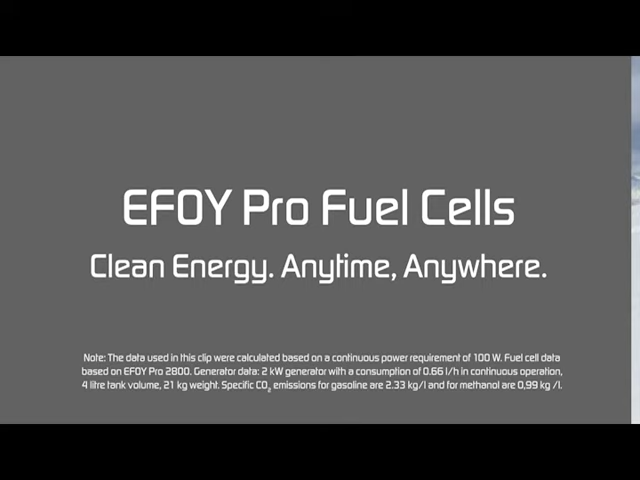 EFOY Pro Fuel Cells
Clean Energy. Anytime, Anywhere.
Note: The data used in this clip were calculated based on a continuous power requirement of 100 W. Fuel cell data
based on EFOY Pro 2800. Generator data: 2 kW generator with a consumption of 0.66 l/h in continuous operation,
4 litre tank volume, 21 kg weight. Specific CO₂ emissions for gasoline are 2.33 kg/l and for methanol are 0,99 kg /l.